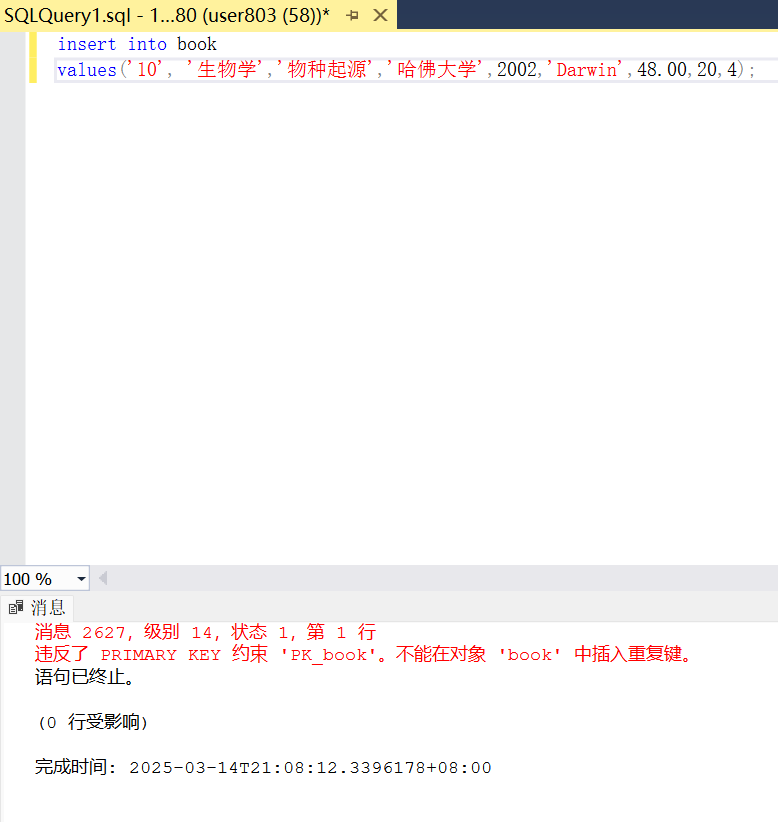 SQLQuery1.sql - 1...80 (user803 (58))*
insert into book
values('10', '生物学','物种起源','哈佛大学',2002,'Darwin',48.00,20,4);
100 %
消息
消息 2627，级别 14，状态 1，第 1 行
违反了 PRIMARY KEY 约束 'PK_book'。不能在对象 'book' 中插入重复键。
语句已终止。
(0 行受影响)
完成时间: 2025-03-14T21:08:12.3396178+08:00